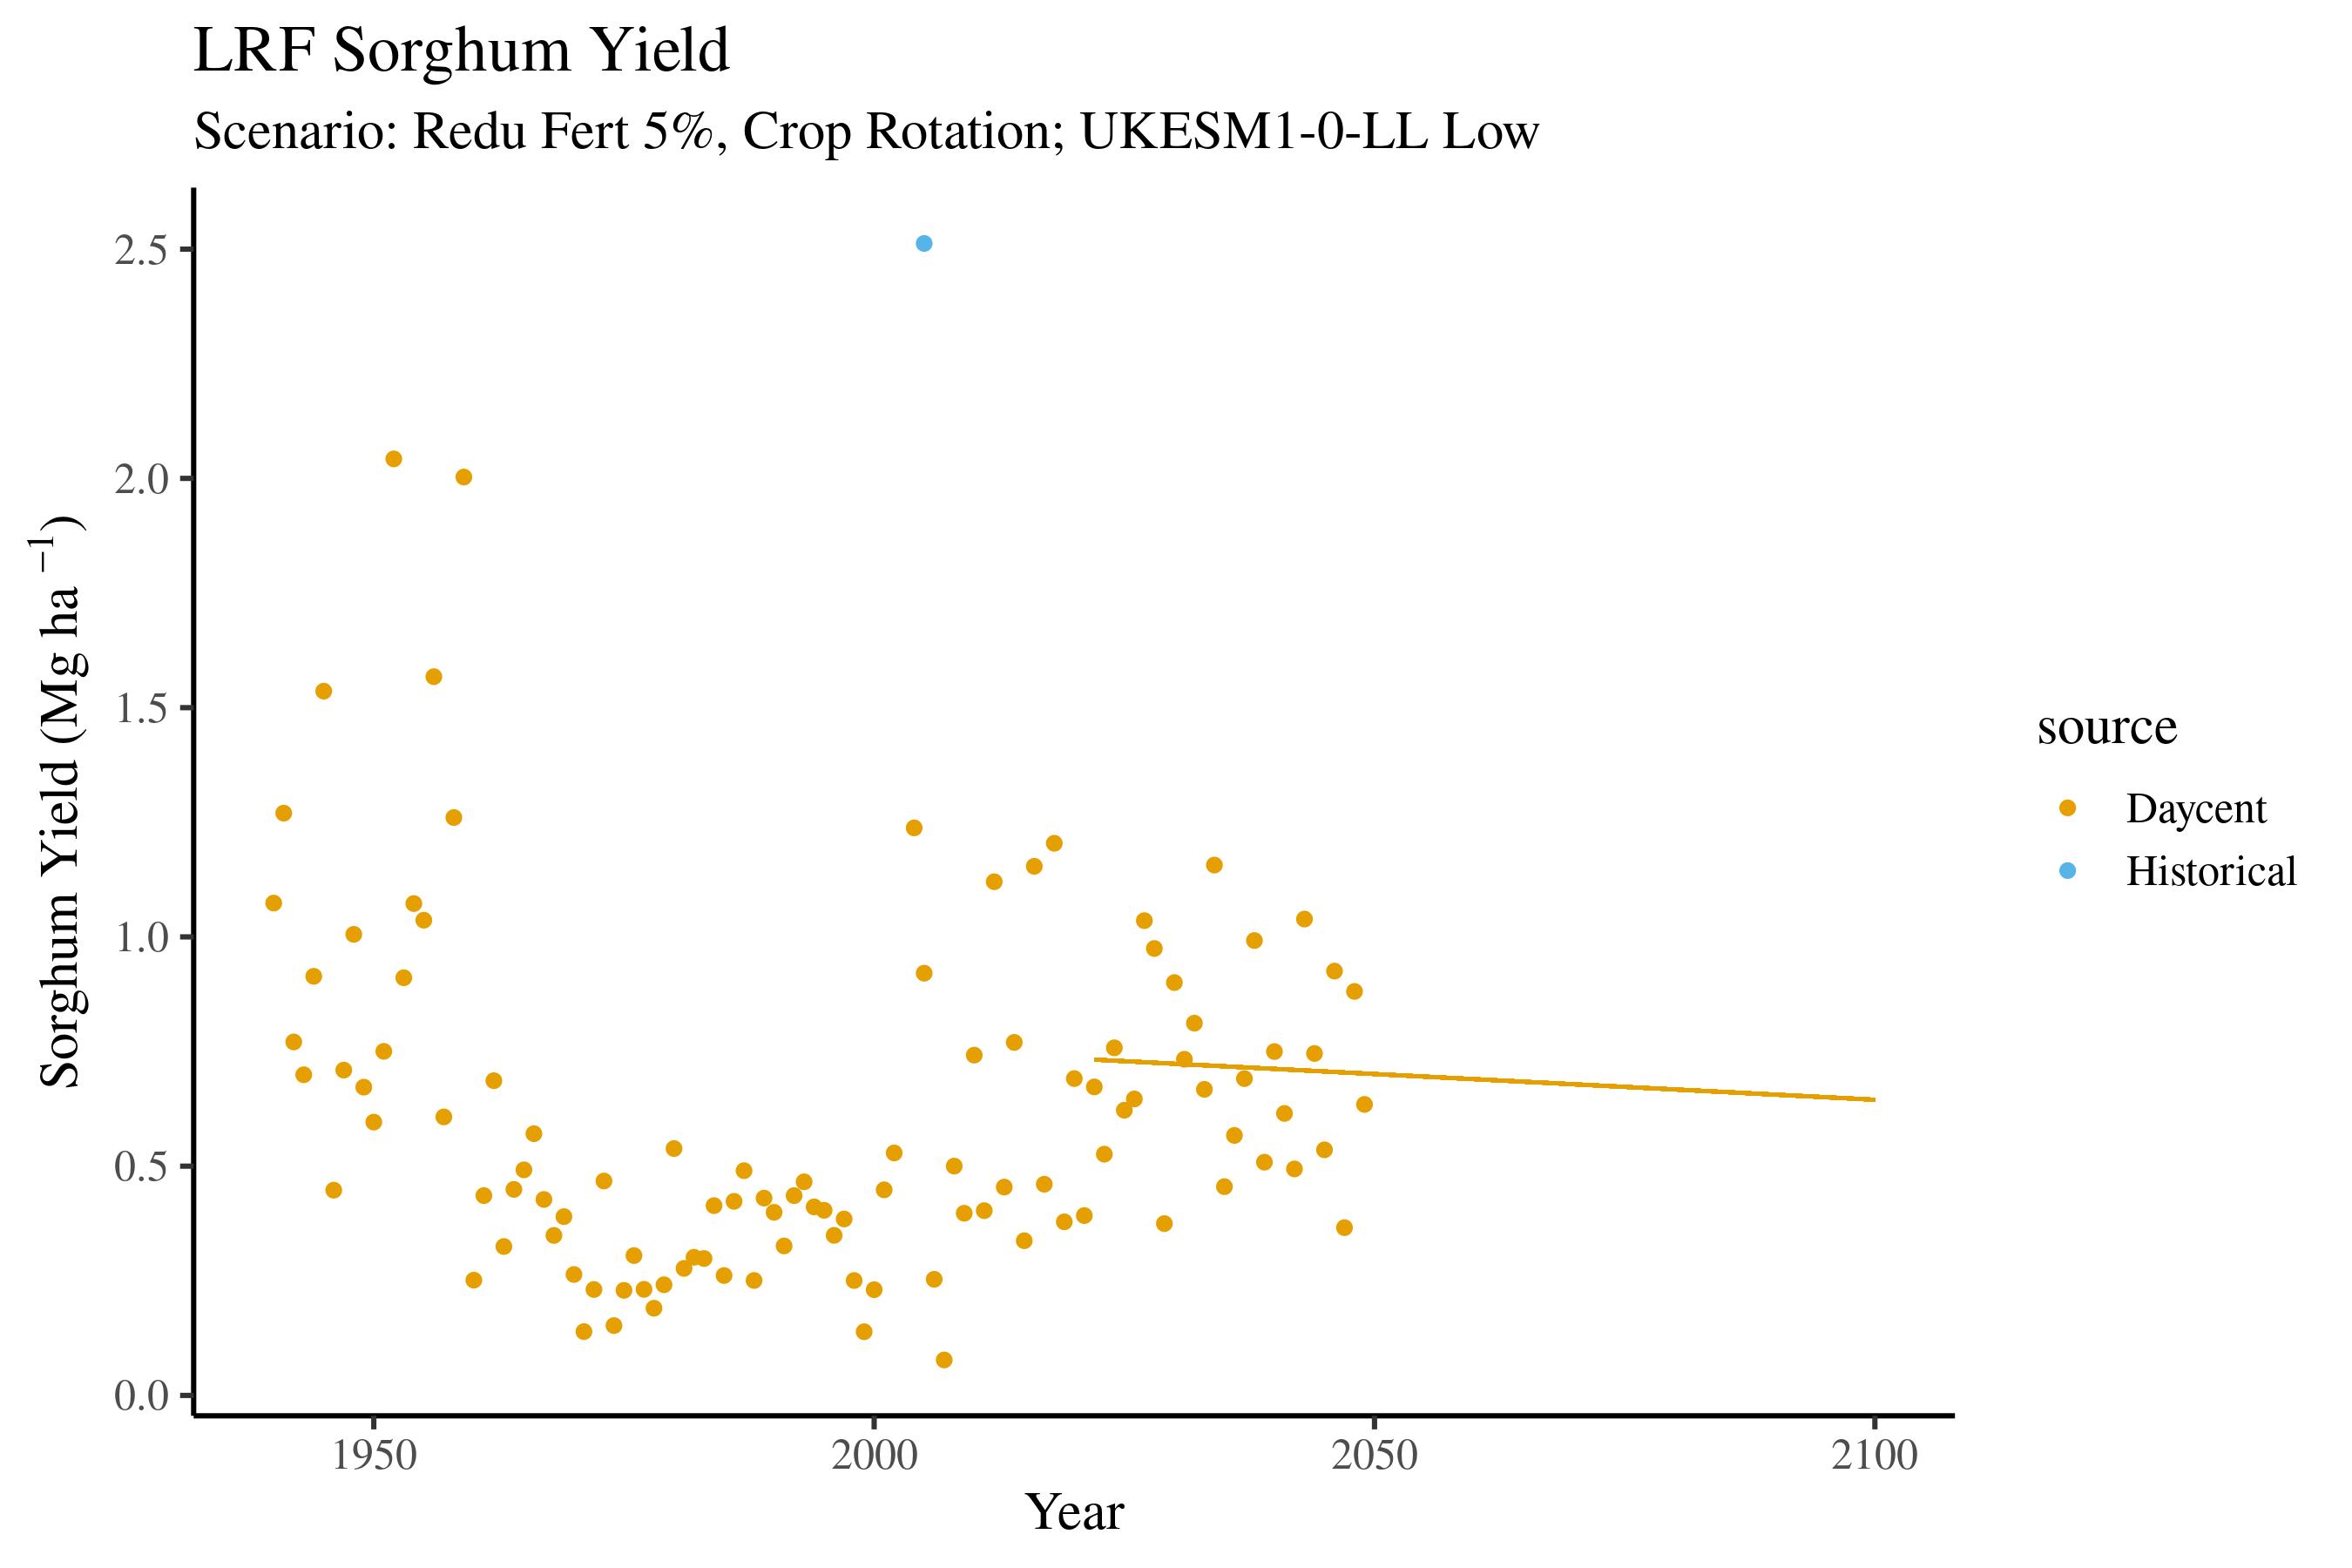 LRF Sorghum Yield
Scenario: Redu Fert 5%, Crop Rotation; UKESM1-0-LL Low
Sorghum Yield (Mg ha −1)
2.5
2.0
1.5
1.0
0.5
0.0
1950 2000 2050 2100
Year
source
Daycent
Historical